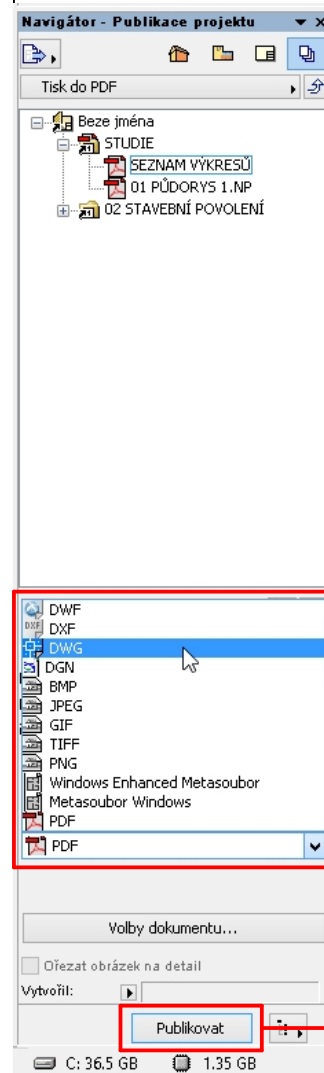 Navigátor - Publikace projektu
Tisk do PDF
Beze jména
STUDIE
SEZNAM VÝKRESŮ
01 PŮDORYS 1.NP
02 STAVEBNÍ POVOLENÍ
DWF
DXF
DWG
DGN
BMP
JPEG
GIF
TIFF
PNG
Windows Enhanced Metasoubor
Metasoubor Windows
PDF
PDF
Volby dokumentu...
Ořezat obrázek na detail
Vytvořil:
Publikovat
C: 36.5 GB 1.35 GB